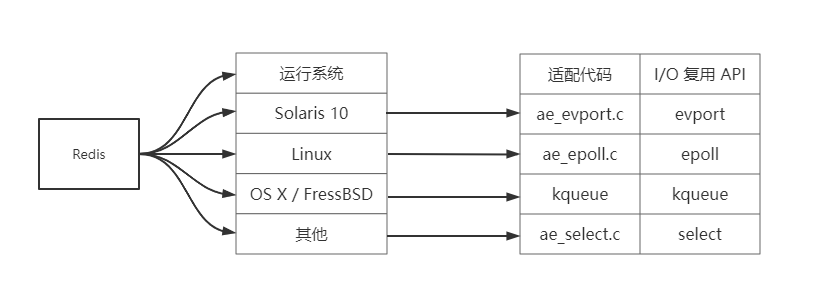 Redis
运行系统
Solaris 10
Linux
OS X / FressBSD
其他
适配代码 I/O 复用 API
ae_evport.c evport
ae_epoll.c epoll
kqueue kqueue
ae_select.c select